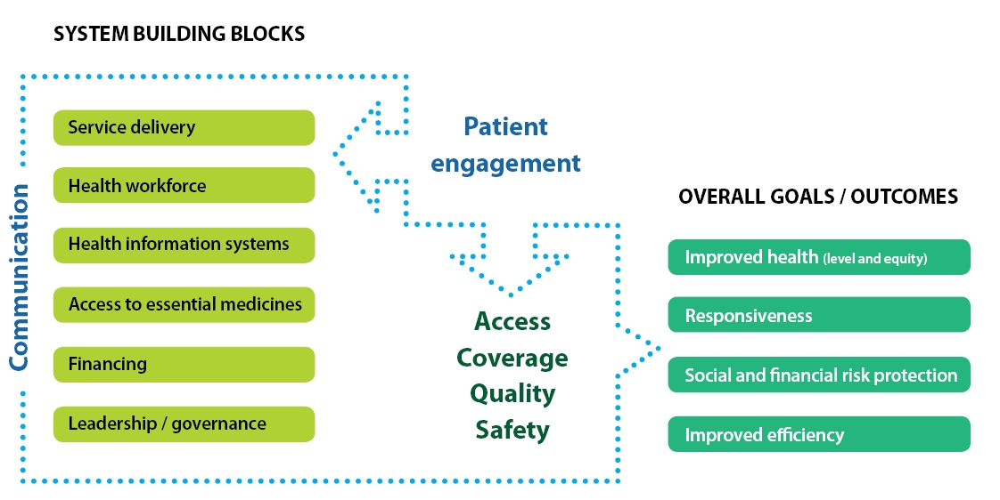 SYSTEM BUILDING BLOCKS
Communication
Service delivery
Health workforce
Health information systems
Access to essential medicines
Financing
Leadership / governance
Patient
engagement
Access
Coverage
Quality
Safety
OVERALL GOALS / OUTCOMES
Improved health (level and equity)
Responsiveness
Social and financial risk protection
Improved efficiency